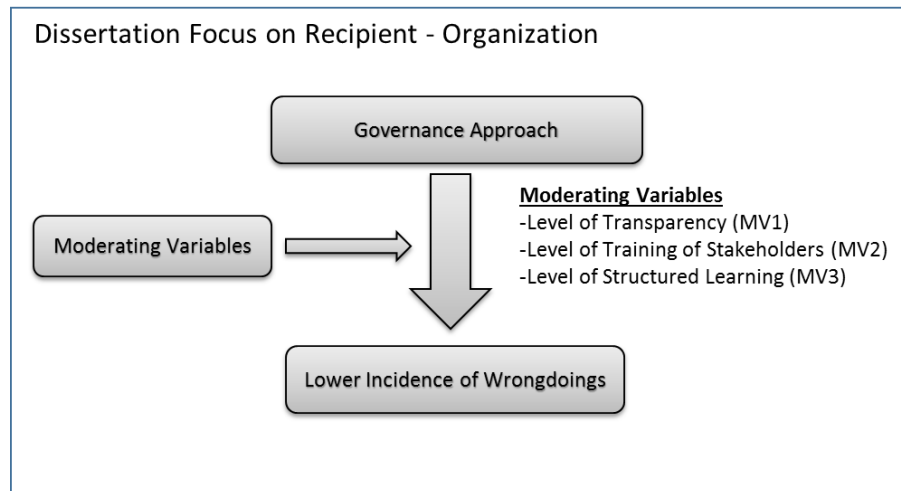 Dissertation Focus on Recipient - Organization
Governance Approach
Moderating Variables
-Level of Transparency (MV1)
-Level of Training of Stakeholders (MV2)
-Level of Structured Learning (MV3)
Moderating Variables
Lower Incidence of Wrongdoings